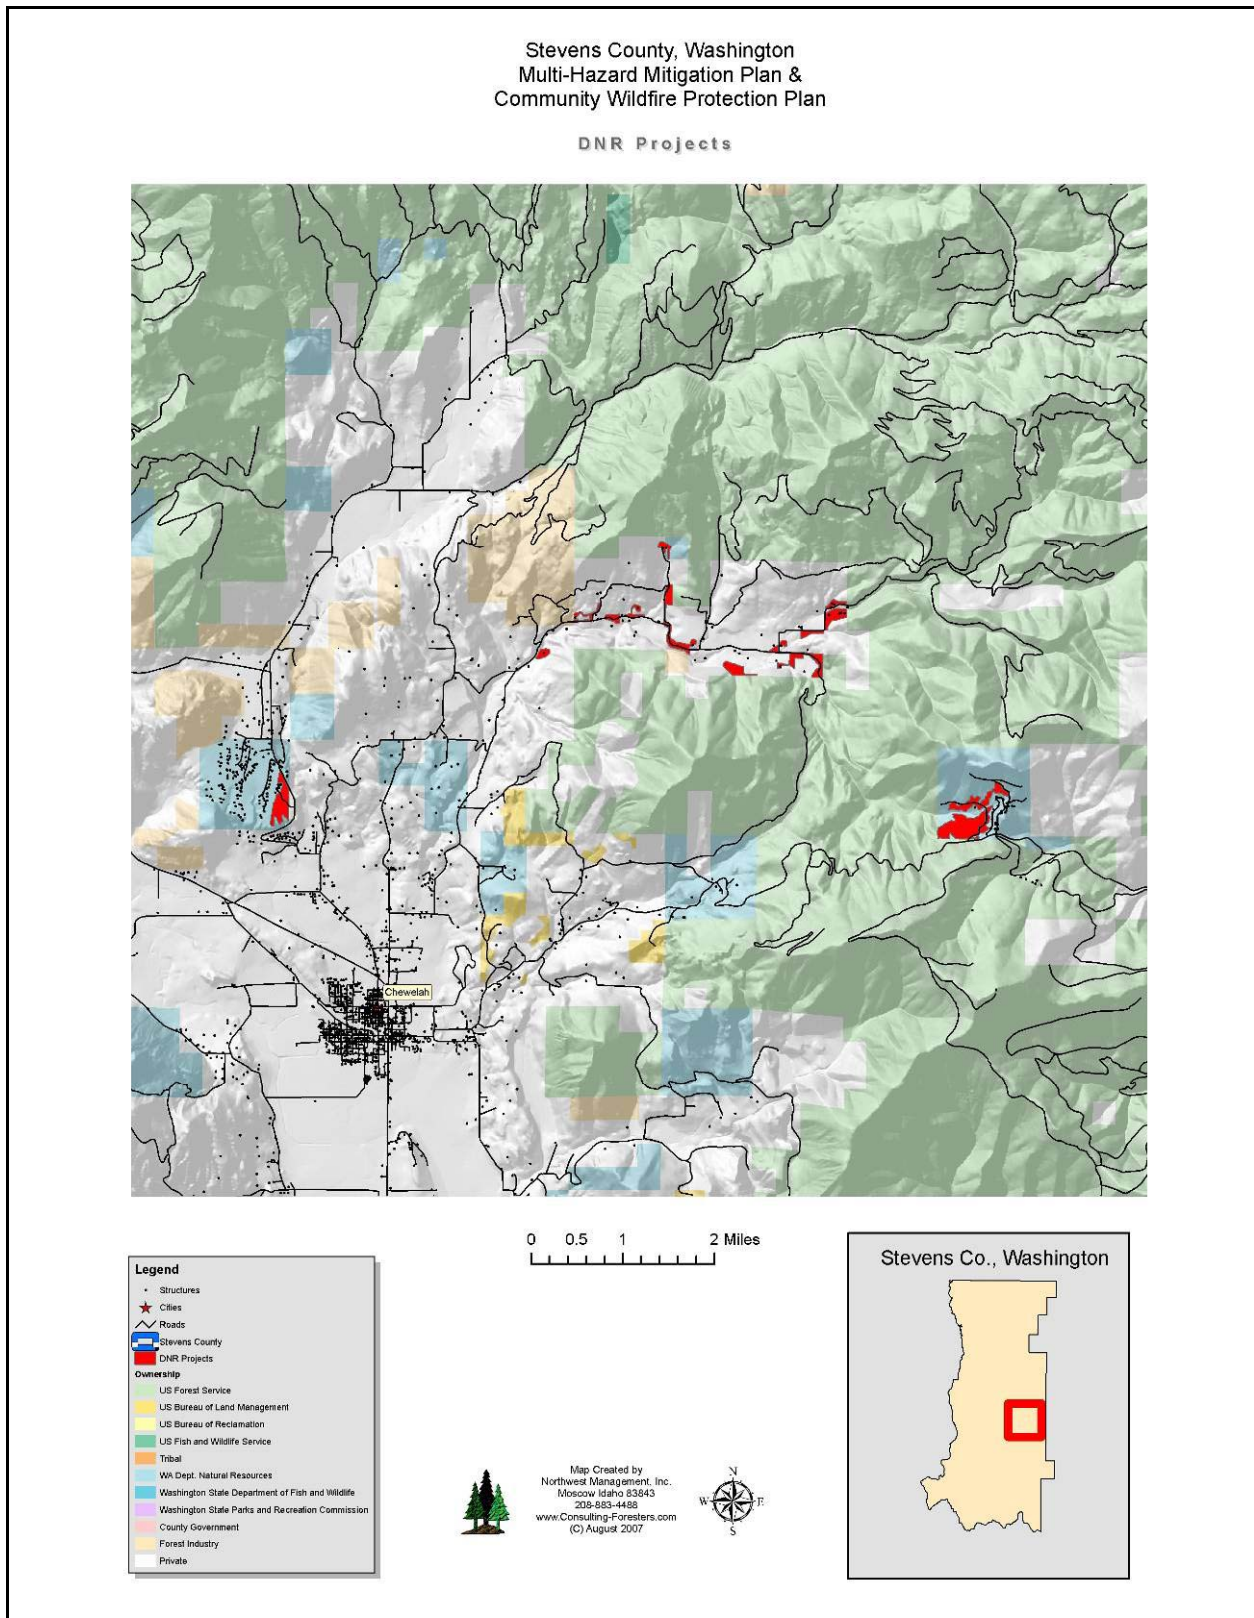 Stevens County, Washington
Multi-Hazard Mitigation Plan &
Community Wildfire Protection Plan
DNR Projects
Chewelah
0 0.5 1 2 Miles
Legend
Structures
Cities
Roads
Stevens County
DNR Projects
Ownership
US Forest Service
US Bureau of Land Management
US Bureau of Reclamation
US Fish and Wildlife Service
Tribal
WA Dept. Natural Resources
Washington State Department of Fish and Wildlife
Washington State Parks and Recreation Commission
County Government
Forest Industry
Private
Map Created by
Northwest Management, Inc.
Moscow Idaho 83843
208-883-4488
www.Consulting-Foresters.com
(C) August 2007
N
W E
S
Stevens Co., Washington